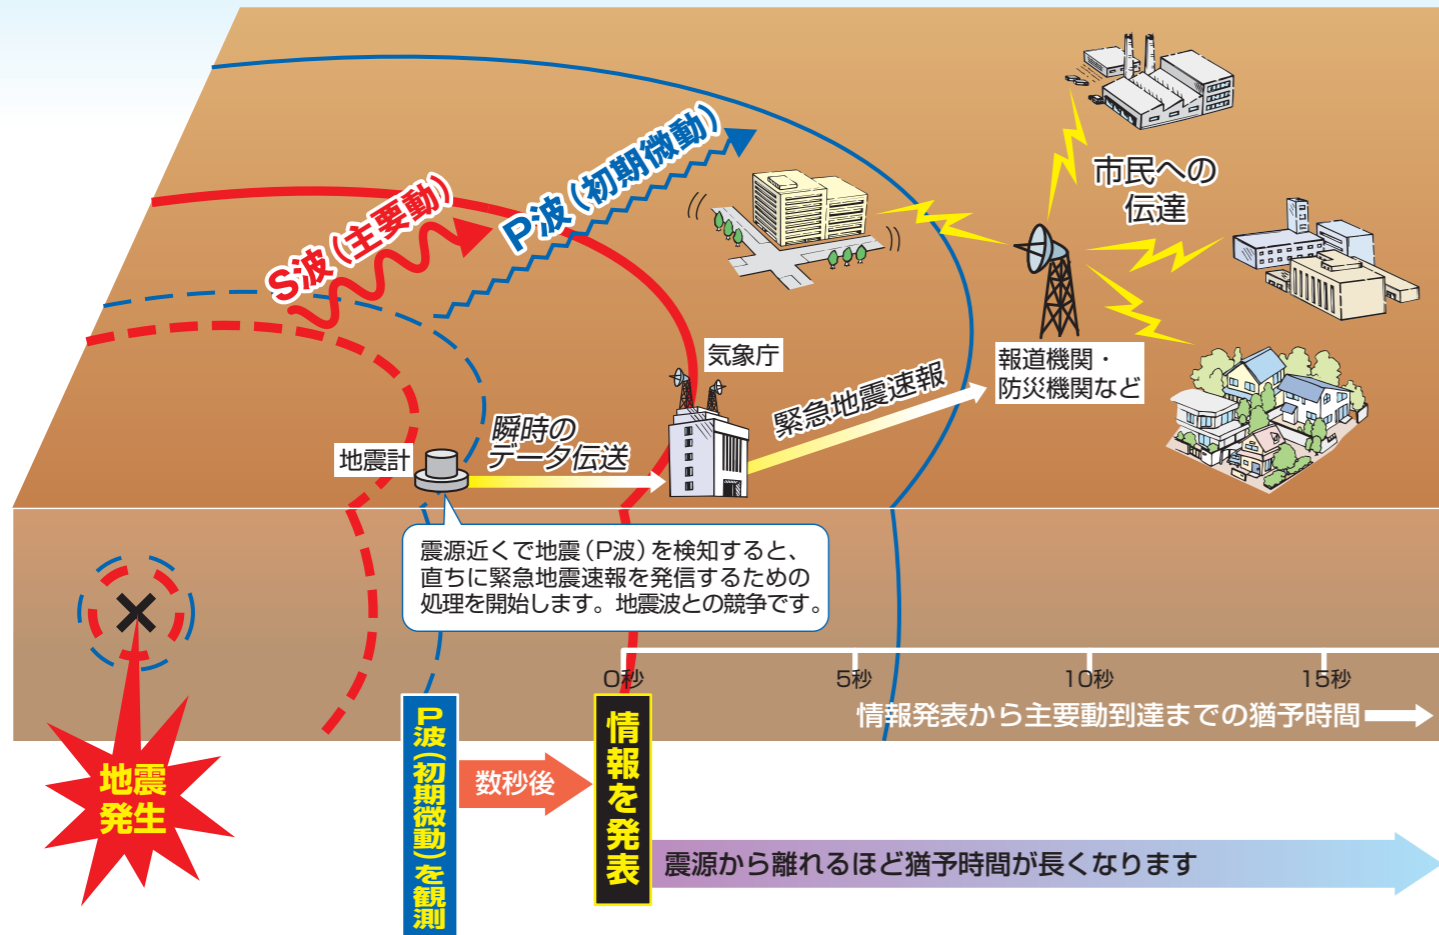 S波(主要動)
P波(初期微動)
市民への
伝達
気象庁
報道機関・
防災機関など
緊急地震速報
瞬時の
データ伝送
地震計
震源近くで地震(P波)を検知すると、
直ちに緊急地震速報を発信するための
処理を開始します。地震波との競争です。
0秒
5秒
10秒
15秒
情報発表から主要動到達までの猶予時間
地震
発生
P波(初期微動)を観測
数秒後
情報を発表
震源から離れるほど猶予時間が長くなります